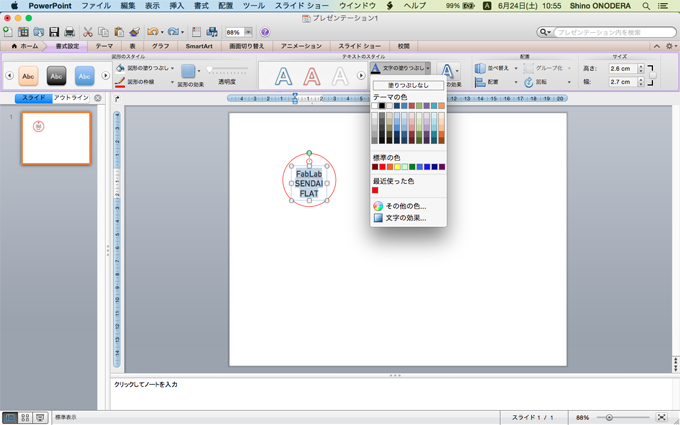 PowerPoint ファイル 編集 表示 挿入 書式 配置 ツール スライド ショー ウインドウ ヘルプ 99% A 6月24日(土) 10:55 Shino ONODERA
プレゼンテーション1
88% プレゼンテーション内を検索
ホーム 書式設定 テーマ 表 グラフ SmartArt 画面切り替え アニメーション スライド ショー 校閲
図形のスタイル テキストのスタイル 配置 サイズ
Abc Abc Abc 図形の塗りつぶし 図形の枠線 図形の効果 透明度 A A A 文字の塗りつぶし 効果 並べ替え グループ化 高さ: 2.6 cm
配置 回転 幅: 2.7 cm
塗りつぶしなし
テーマの色
標準の色
最近使った色
その他の色...
文字の効果...
スライド アウトライン
1
FabLab
SENDAI
FLAT
クリックしてノートを入力
標準表示 スライド 1 / 1 88%